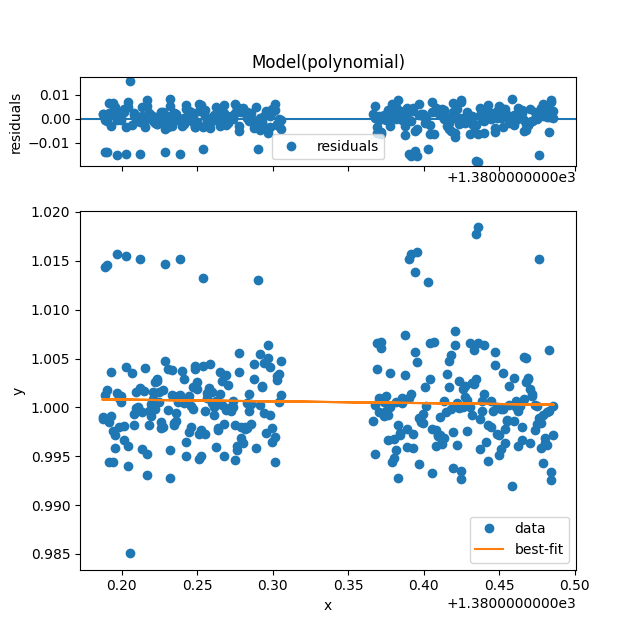 Model(polynomial)
residuals
0.01
0.00
−0.01
residuals
+1.3800000000e3
y
1.020
1.015
1.010
1.005
1.000
0.995
0.990
0.985
data
best-fit
0.20 0.25 0.30 0.35 0.40 0.45 0.50
x
+1.3800000000e3